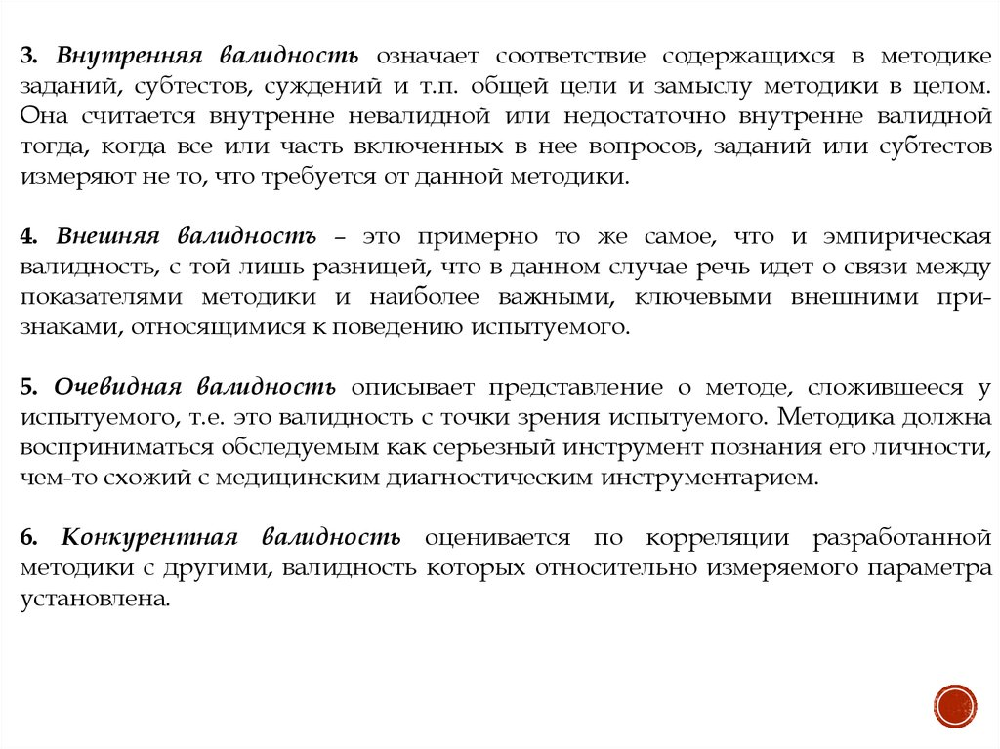 3. Внутренняя валидность означает соответствие содержащихся в методике
заданий, субтестов, суждений и т.п. общей цели и замыслу методики в целом.
Она считается внутренне невалидной или недостаточно внутренне валидной
тогда, когда все или часть включенных в нее вопросов, заданий или субтестов
измеряют не то, что требуется от данной методики.
4. Внешняя валидностъ – это примерно то же самое, что и эмпирическая
валидность, с той лишь разницей, что в данном случае речь идет о связи между
показателями методики и наиболее важными, ключевыми внешними при-
знаками, относящимися к поведению испытуемого.
5. Очевидная валидность описывает представление о методе, сложившееся у
испытуемого, т.е. это валидность с точки зрения испытуемого. Методика должна
восприниматься обследуемым как серьезный инструмент познания его личности,
чем-то схожий с медицинским диагностическим инструментарием.
6. Конкурентная валидность оценивается по корреляции разработанной
методики с другими, валидность которых относительно измеряемого параметра
установлена.